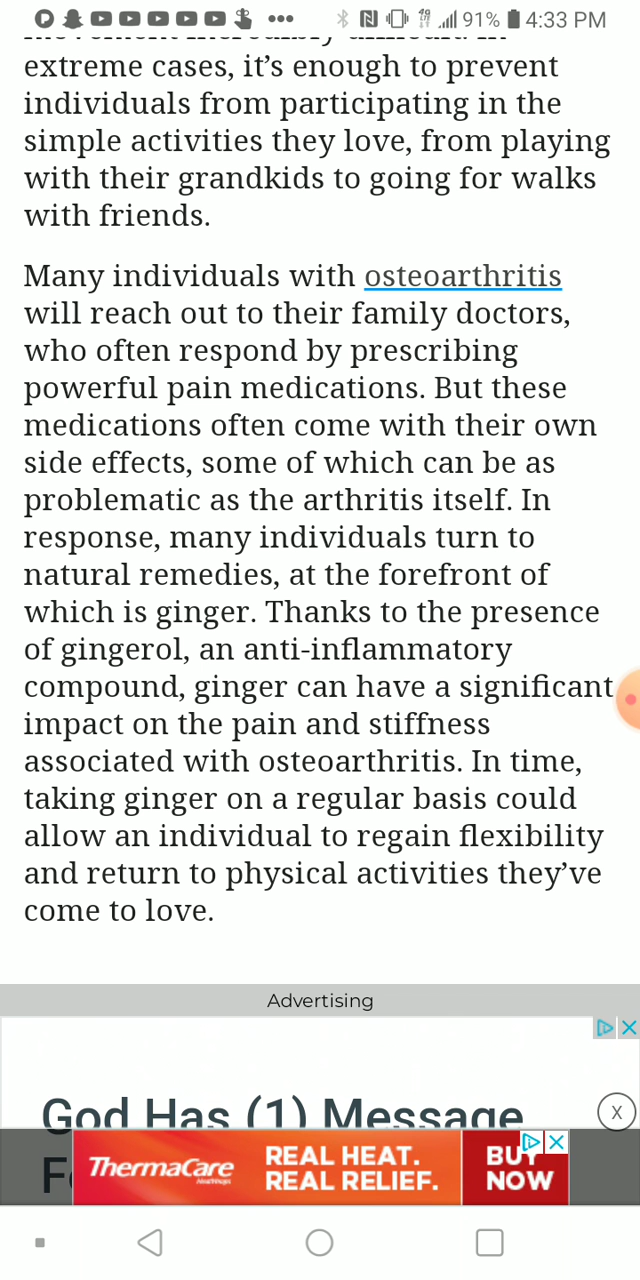 91% 4:33 PM
extreme cases, it’s enough to prevent
individuals from participating in the
simple activities they love, from playing
with their grandkids to going for walks
with friends.
Many individuals with osteoarthritis
will reach out to their family doctors,
who often respond by prescribing
powerful pain medications. But these
medications often come with their own
side effects, some of which can be as
problematic as the arthritis itself. In
response, many individuals turn to
natural remedies, at the forefront of
which is ginger. Thanks to the presence
of gingerol, an anti-inflammatory
compound, ginger can have a significant
impact on the pain and stiffness
associated with osteoarthritis. In time,
taking ginger on a regular basis could
allow an individual to regain flexibility
and return to physical activities they’ve
come to love.
Advertising
God Has (1) Message
X
ThermaCare
REAL HEAT.
REAL RELIEF.
BUY
NOW